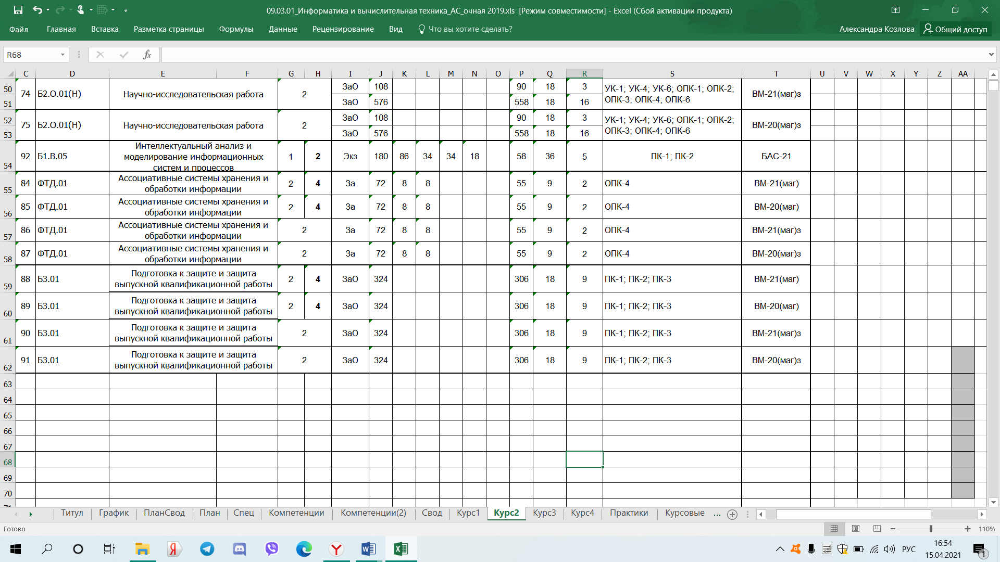 09.03.01_Информатика и вычислительная техника_АС_очная 2019.xls [Режим совместимости] - Excel (Сбой активации продукта)
Файл Главная Вставка Разметка страницы Формулы Данные Рецензирование Вид Что вы хотите сделать? Александра Козлова Общий доступ
R68 fx
C D E F G H I J K L M N O P Q R S T U V W X Y Z AA
50 ЗаО 108 90 18 3
74 Б2.О.01(Н) Научно-исследовательская работа 2 УК-1; УК-4; УК-6; ОПК-1; ОПК-2;
ОПК-3; ОПК-4; ОПК-6 ВМ-21(маг)з
51 ЗаО 576 558 18 16
52 ЗаО 108 90 18 3
75 Б2.О.01(Н) Научно-исследовательская работа 2 УК-1; УК-4; УК-6; ОПК-1; ОПК-2;
ОПК-3; ОПК-4; ОПК-6 ВМ-20(маг)з
53 ЗаО 576 558 18 16
Интеллектуальный анализ и
54 92 Б1.В.05 моделирование информационных 1 2 Экз 180 86 34 34 18 58 36 5 ПК-1; ПК-2 БАС-21
систем и процессов
55 84 ФТД.01 Ассоциативные системы хранения и 2 4 За 72 8 8 55 9 2 ОПК-4 ВМ-21(маг)
обработки информации
56 85 ФТД.01 Ассоциативные системы хранения и 2 4 За 72 8 8 55 9 2 ОПК-4 ВМ-20(маг)
обработки информации
57 86 ФТД.01 Ассоциативные системы хранения и 2 За 72 8 8 55 9 2 ОПК-4 ВМ-21(маг)з
обработки информации
58 87 ФТД.01 Ассоциативные системы хранения и 2 За 72 8 8 55 9 2 ОПК-4 ВМ-20(маг)з
обработки информации
59 88 Б3.01 Подготовка к защите и защита 2 4 ЗаО 324 306 18 9 ПК-1; ПК-2; ПК-3 ВМ-21(маг)
выпускной квалификационной работы
60 89 Б3.01 Подготовка к защите и защита 2 4 ЗаО 324 306 18 9 ПК-1; ПК-2; ПК-3 ВМ-20(маг)
выпускной квалификационной работы
61 90 Б3.01 Подготовка к защите и защита 2 ЗаО 324 306 18 9 ПК-1; ПК-2; ПК-3 ВМ-21(маг)з
выпускной квалификационной работы
62 91 Б3.01 Подготовка к защите и защита 2 ЗаО 324 306 18 9 ПК-1; ПК-2; ПК-3 ВМ-20(маг)з
выпускной квалификационной работы
63
64
65
66
67
68
69
70
71
Титул График ПланСвод План Спец Компетенции Компетенции(2) Свод Курс1 Курс2 Курс3 Курс4 Практики Курсовые ...
Готово 110%
РУС 16:54
15.04.2021 1